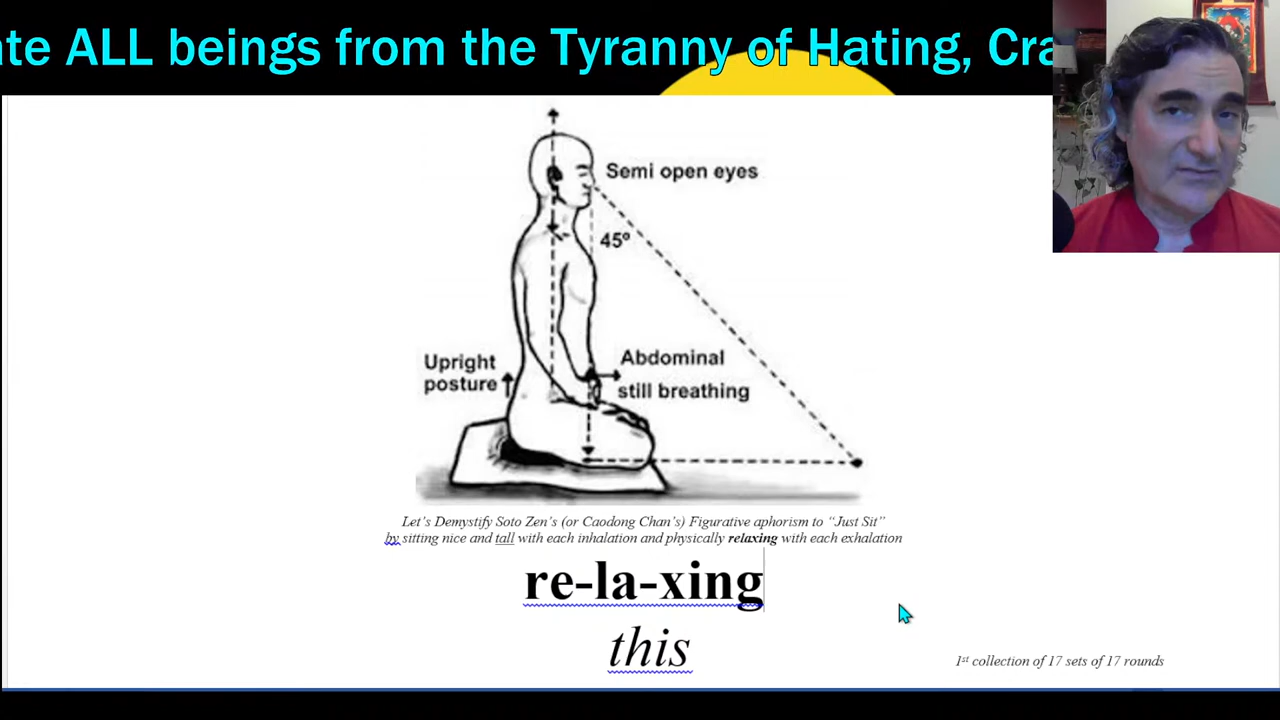 ate ALL beings from the Tyranny of Hating, Cra
Semi open eyes
45º
Upright
posture
Abdominal
still breathing
Let's Demystify Soto Zen's (or Caodong Chan's) Figurative aphorism to “Just Sit”
by sitting nice and tall with each inhalation and physically relaxing with each exhalation
re-la-xing
this
1st collection of 17 sets of 17 rounds